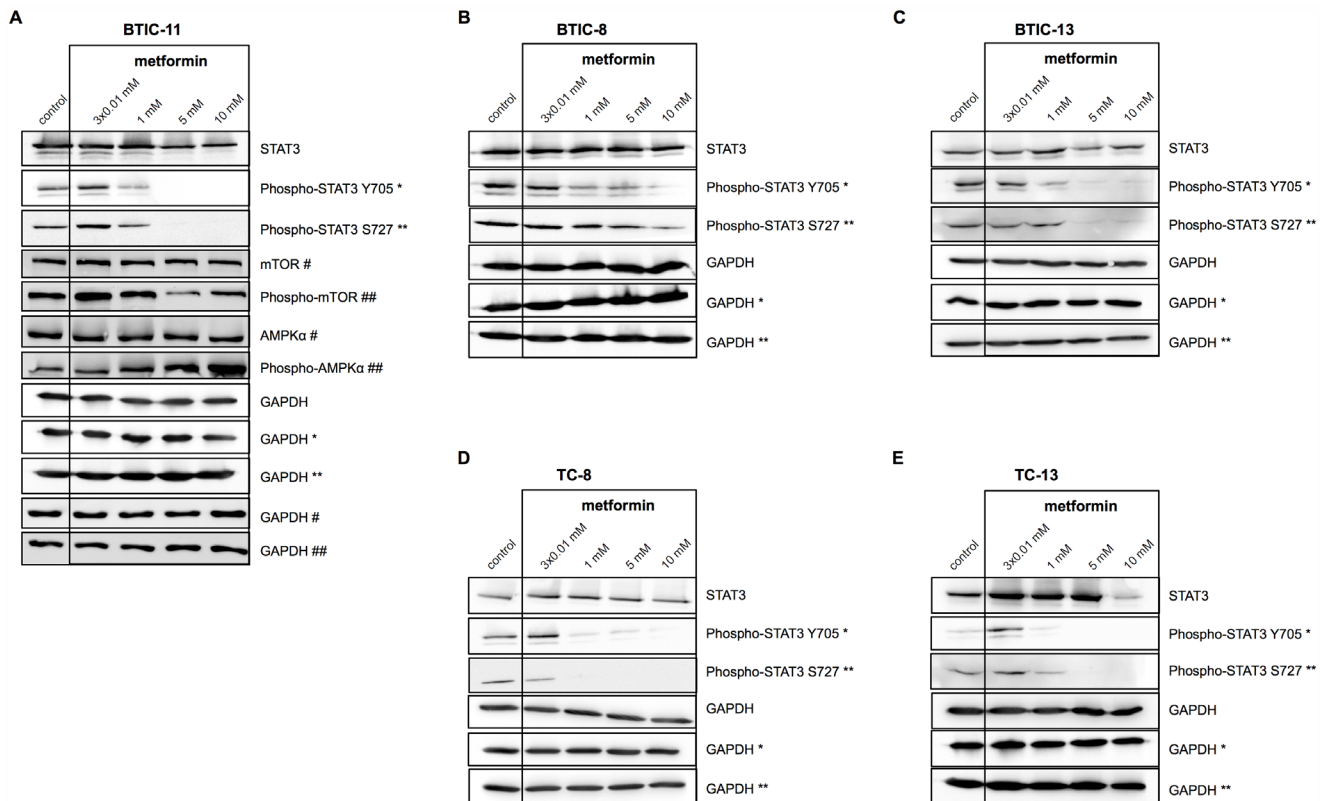 A
BTIC-11
metformin
control
3x0.01 mM
1 mM
5 mM
10 mM
STAT3
Phospho-STAT3 Y705 *
Phospho-STAT3 S727 **
mTOR #
Phospho-mTOR ##
AMPKα #
Phospho-AMPKα ##
GAPDH
GAPDH *
GAPDH **
GAPDH #
GAPDH ##
B
BTIC-8
metformin
control
3x0.01 mM
1 mM
5 mM
10 mM
STAT3
Phospho-STAT3 Y705 *
Phospho-STAT3 S727 **
GAPDH
GAPDH *
GAPDH **
C
BTIC-13
metformin
control
3x0.01 mM
1 mM
5 mM
10 mM
STAT3
Phospho-STAT3 Y705 *
Phospho-STAT3 S727 **
GAPDH
GAPDH *
GAPDH **
D
TC-8
metformin
control
3x0.01 mM
1 mM
5 mM
10 mM
STAT3
Phospho-STAT3 Y705 *
Phospho-STAT3 S727 **
GAPDH
GAPDH *
GAPDH **
E
TC-13
metformin
control
3x0.01 mM
1 mM
5 mM
10 mM
STAT3
Phospho-STAT3 Y705 *
Phospho-STAT3 S727 **
GAPDH
GAPDH *
GAPDH **